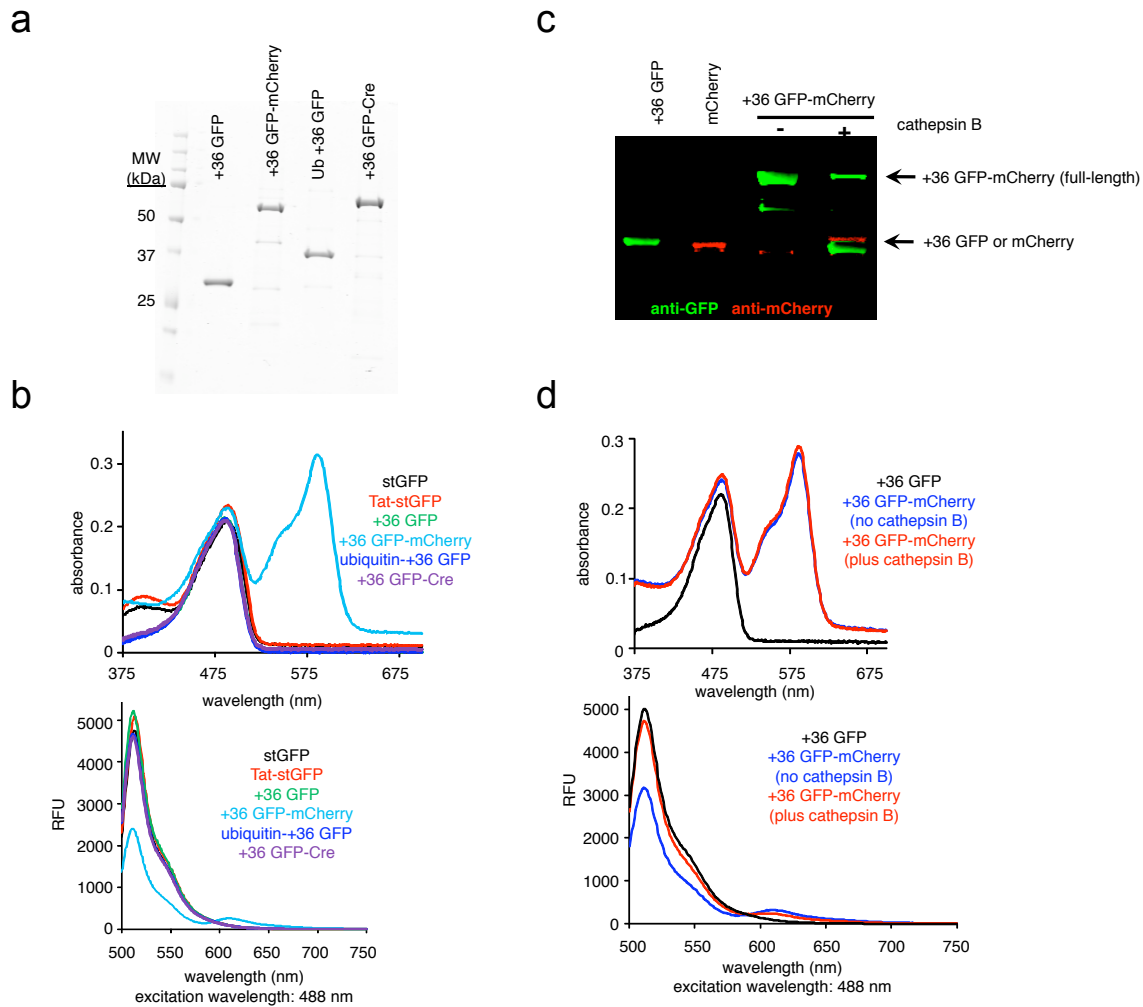 a
MW
(kDa)
+36 GFP
+36 GFP-mCherry
Ub +36 GFP
+36 GFP-Cre
50
37
25
b
0.3
0.2
0.1
0
absorbance
stGFP
Tat-stGFP
+36 GFP
+36 GFP-mCherry
ubiquitin-+36 GFP
+36 GFP-Cre
375
475
575
675
wavelength (nm)
5000
4000
3000
2000
1000
0
RFU
stGFP
Tat-stGFP
+36 GFP
+36 GFP-mCherry
ubiquitin-+36 GFP
+36 GFP-Cre
500
550
600
650
700
750
wavelength (nm)
excitation wavelength: 488 nm
c
+36 GFP
mCherry
+36 GFP-mCherry
-
+
cathepsin B
+36 GFP-mCherry (full-length)
+36 GFP or mCherry
anti-GFP anti-mCherry
d
0.3
0.2
0.1
0
absorbance
+36 GFP
+36 GFP-mCherry
(no cathepsin B)
+36 GFP-mCherry
(plus cathepsin B)
375
475
575
675
wavelength (nm)
5000
4000
3000
2000
1000
0
RFU
+36 GFP
+36 GFP-mCherry
(no cathepsin B)
+36 GFP-mCherry
(plus cathepsin B)
500
550
600
650
700
750
wavelength (nm)
excitation wavelength: 488 nm